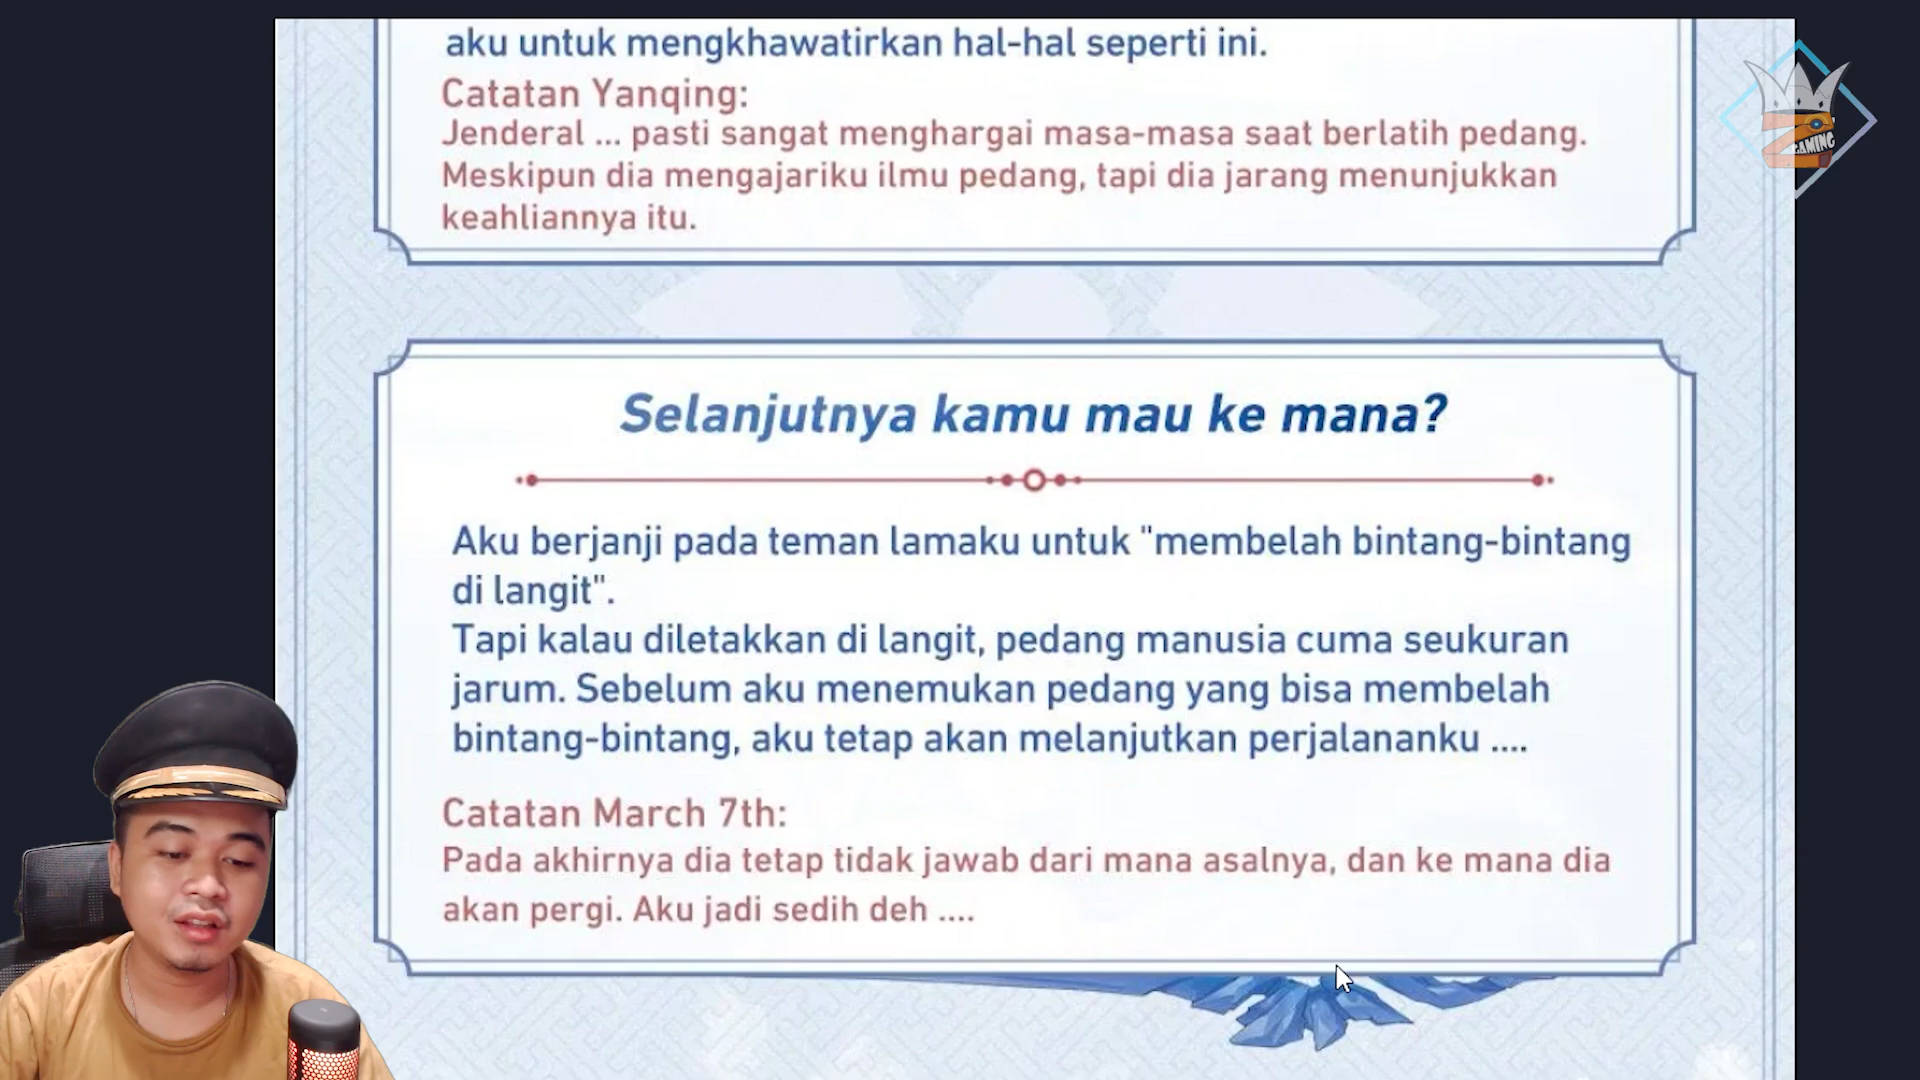 aku untuk mengkhawatirkan hal-hal seperti ini.
Catatan Yanqing:
Jenderal ... pasti sangat menghargai masa-masa saat berlatih pedang.
Meskipun dia mengajariku ilmu pedang, tapi dia jarang menunjukkan
keahliannya itu.
GAMING
Selanjutnya kamu mau ke mana?
Aku berjanji pada teman lamaku untuk "membelah bintang-bintang
di langit".
Tapi kalau diletakkan di langit, pedang manusia cuma seukuran
jarum. Sebelum aku menemukan pedang yang bisa membelah
bintang-bintang, aku tetap akan melanjutkan perjalananku ....
Catatan March 7th:
Pada akhirnya dia tetap tidak jawab dari mana asalnya, dan ke mana dia
akan pergi. Aku jadi sedih deh ....